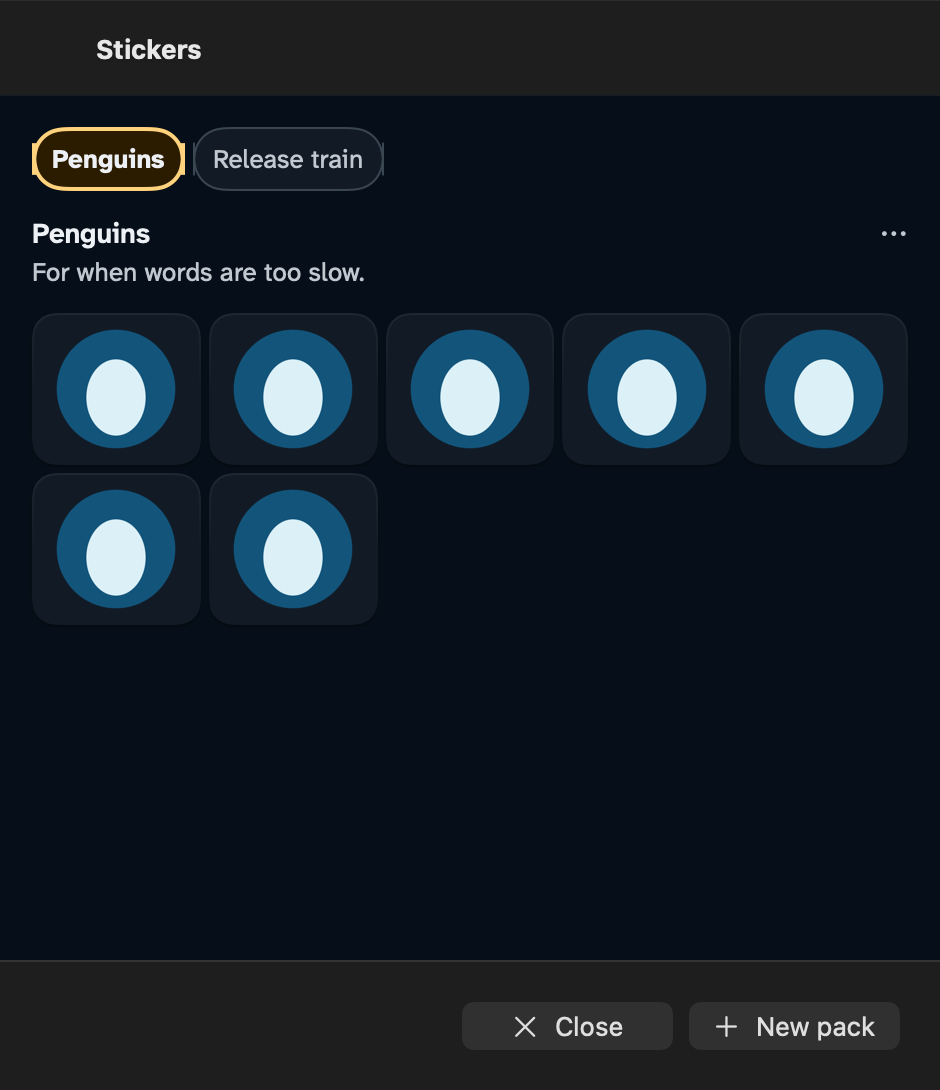 Stickers
Penguins
Release train
Penguins
For when words are too slow.
Close
New pack